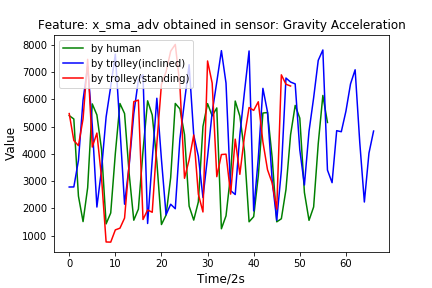 Feature: x_sma_adv obtained in sensor: Gravity Acceleration
by human
by trolley(inclined)
by trolley(standing)
8000
7000
6000
5000
4000
3000
2000
1000
Value
0 10 20 30 40 50 60
Time/2s